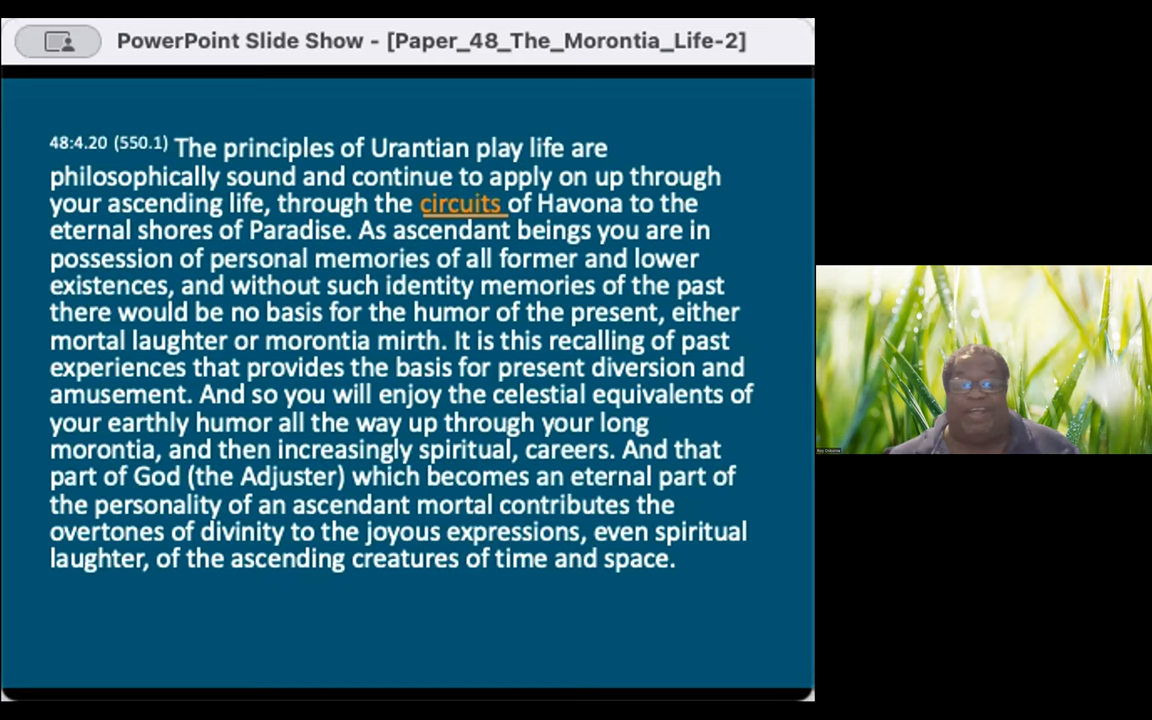 PowerPoint Slide Show - [Paper_48_The_Morontia_Life-2]
48:4.20 (550.1) The principles of Urantian play life are
philosophically sound and continue to apply on up through
your ascending life, through the circuits of Havona to the
eternal shores of Paradise. As ascendant beings you are in
possession of personal memories of all former and lower
existences, and without such identity memories of the past
there would be no basis for the humor of the present, either
mortal laughter or morontia mirth. It is this recalling of past
experiences that provides the basis for present diversion and
amusement. And so you will enjoy the celestial equivalents of
your earthly humor all the way up through your long
morontia, and then increasingly spiritual, careers. And that
part of God (the Adjuster) which becomes an eternal part of
the personality of an ascendant mortal contributes the
overtones of divinity to the joyous expressions, even spiritual
laughter, of the ascending creatures of time and space.